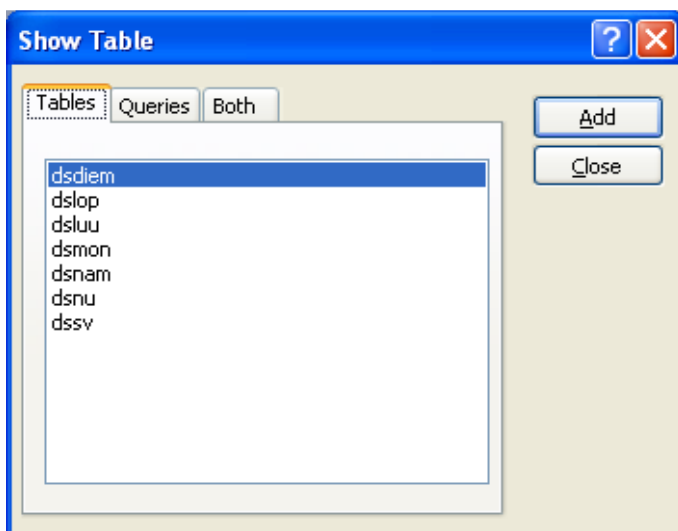 Show Table
Tables Queries Both
Add
Close
dsdiem
dslop
dsluu
dsmon
dsnam
dsnu
dssv